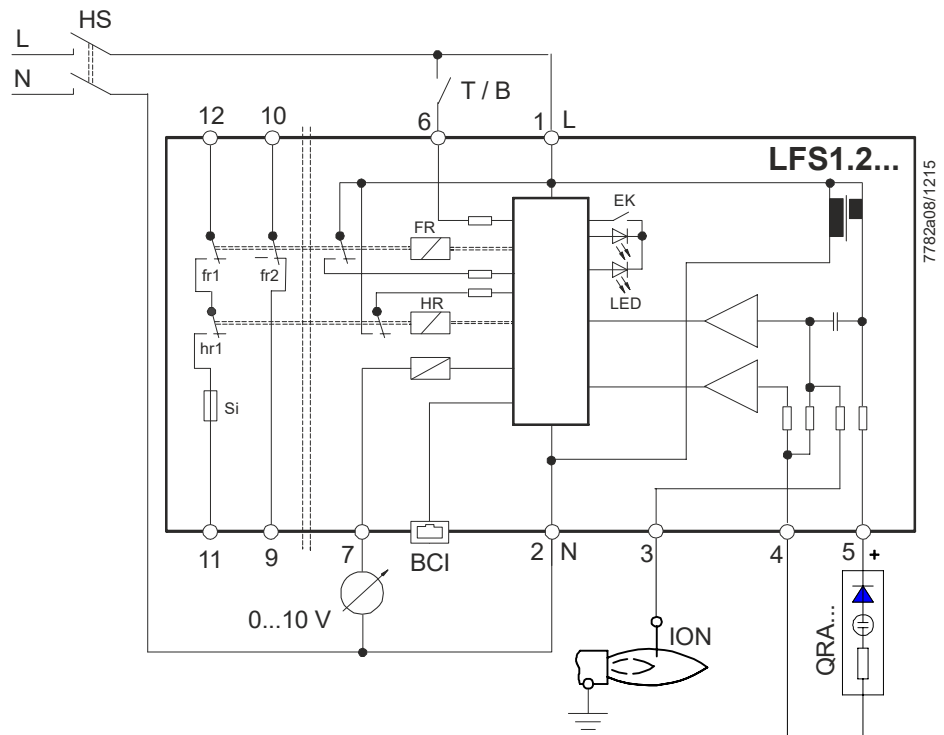 HS
L
N
T / B
12
10
6
1
L
LFS1.2...
7782a08/1215
EK
FR
fr1
fr2
LED
HR
hr1
Si
11
9
7
BCI
2
N
3
4
5
+
0...10 V
ION
QRA...